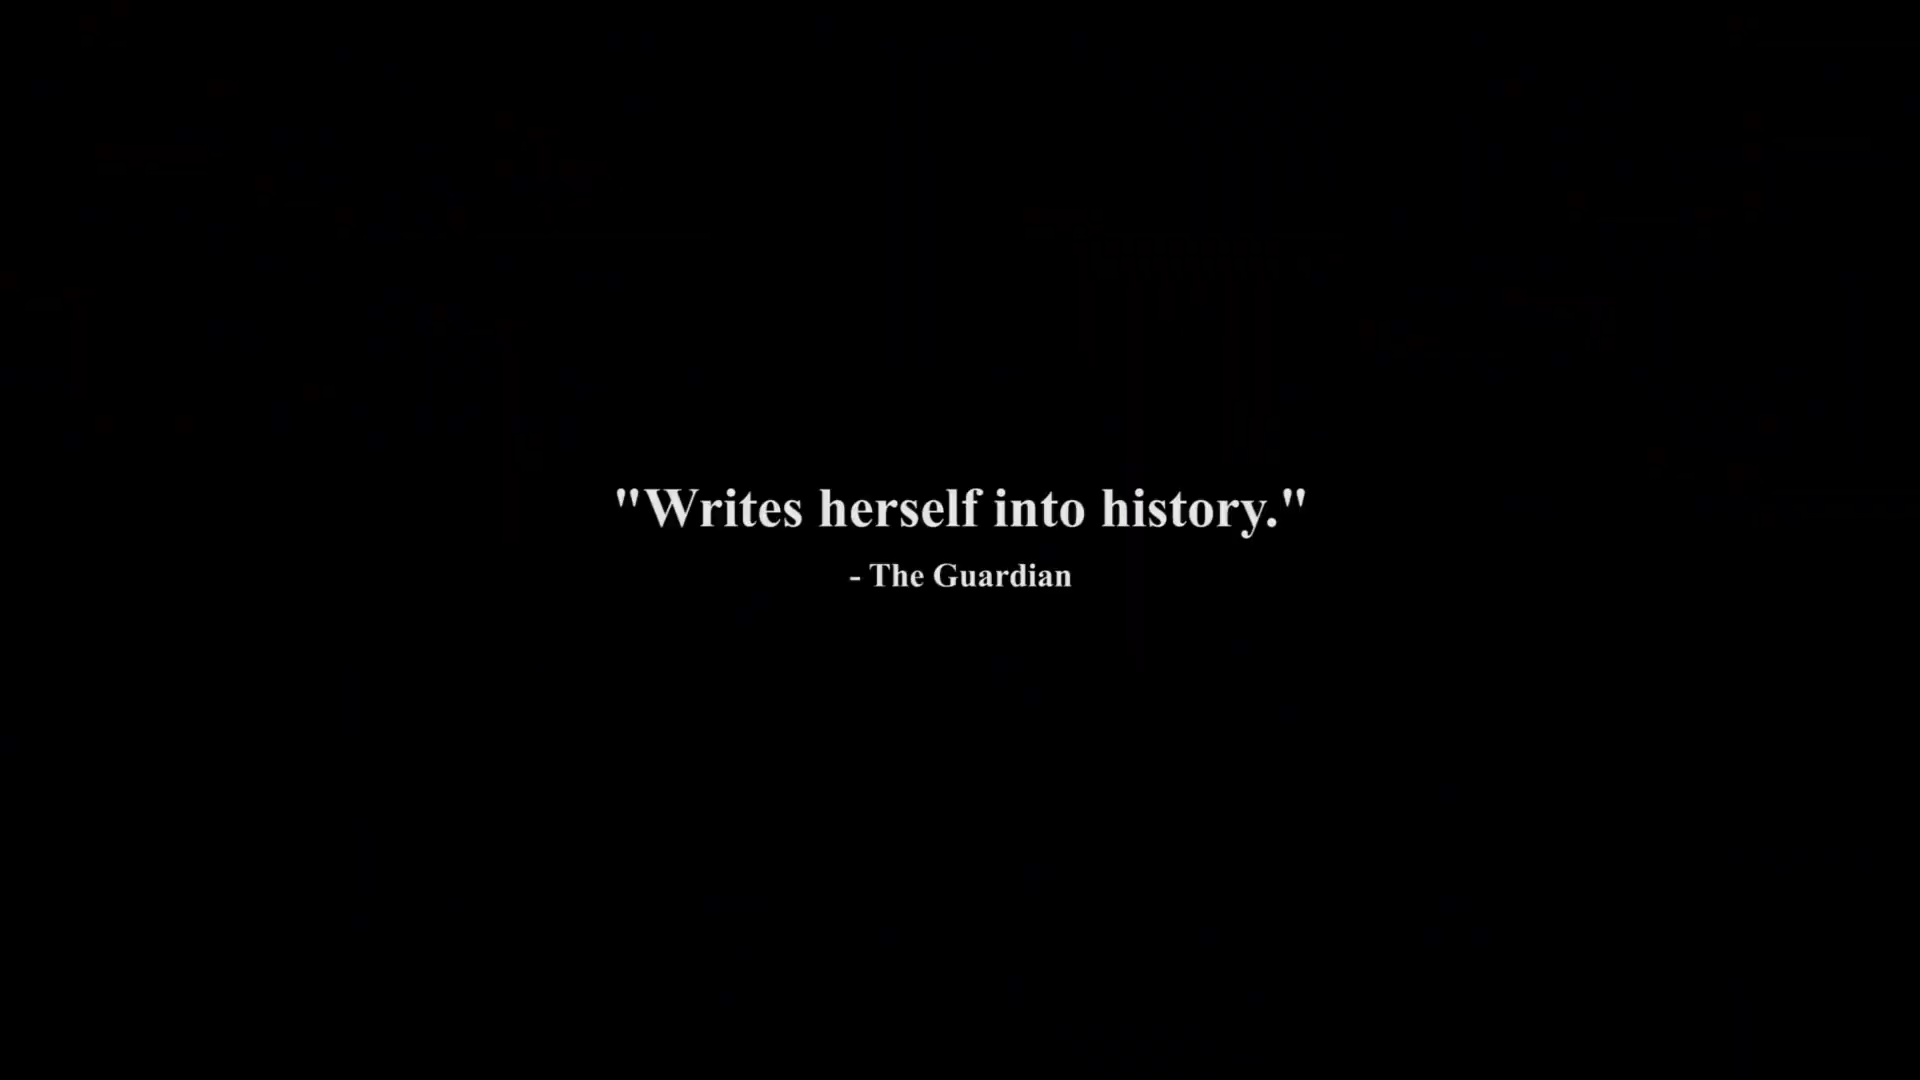 "Writes herself into history."
- The Guardian